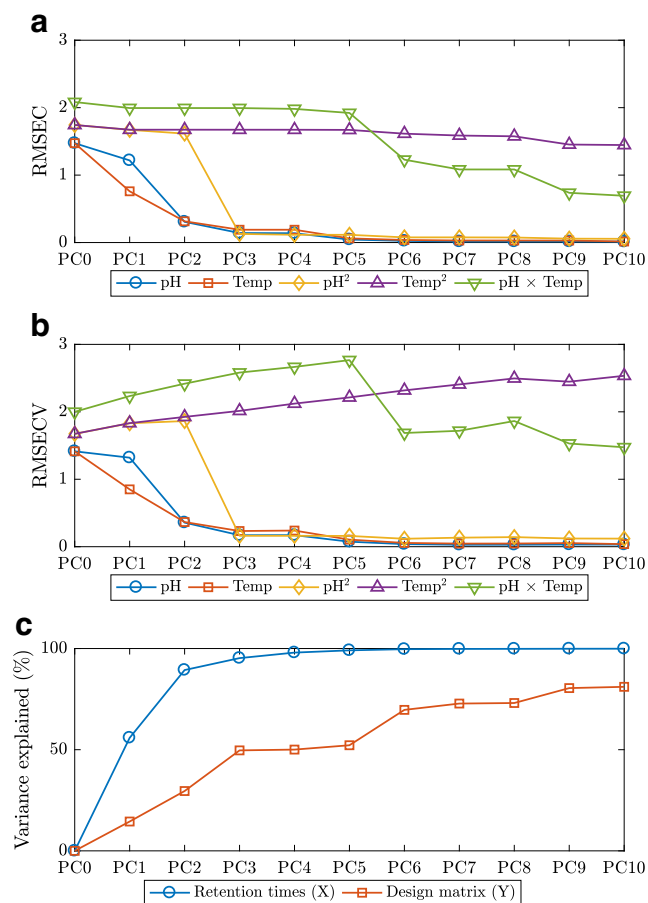 a
3
2
1
0
RMSEC
PC0 PC1 PC2 PC3 PC4 PC5 PC6 PC7 PC8 PC9 PC10
pH Temp pH² Temp² pH × Temp
b
3
2
1
0
RMSECV
PC0 PC1 PC2 PC3 PC4 PC5 PC6 PC7 PC8 PC9 PC10
pH Temp pH² Temp² pH × Temp
c
100
50
0
Variance explained (%)
PC0 PC1 PC2 PC3 PC4 PC5 PC6 PC7 PC8 PC9 PC10
Retention times (X) Design matrix (Y)